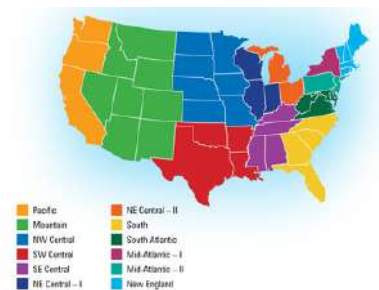 Pacific
Mountain
NW Central
SW Central
SE Central
NE Central – I
NE Central – II
South
South Atlantic
Mid-Atlantic – I
Mid-Atlantic – II
New England